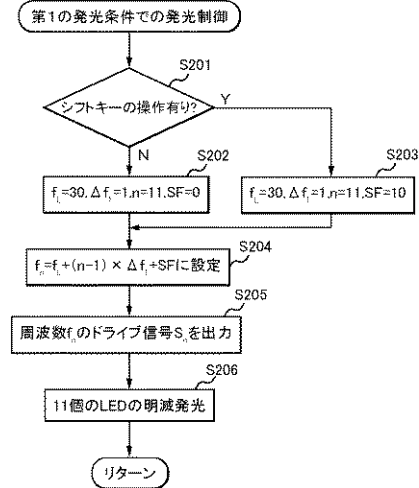 第1の発光条件での発光制御
S201
シフトキーの操作有り?
Y
N
S202
S203
fL=30,Δf1=1,n=11,SF=0
fL=30,Δf1=1,n=11,SF=10
S204
fn=fL+(n-1)×Δf1+SFに設定
S205
周波数fnのドライブ信号Snを出力
S206
11個のLEDの明滅発光
リターン